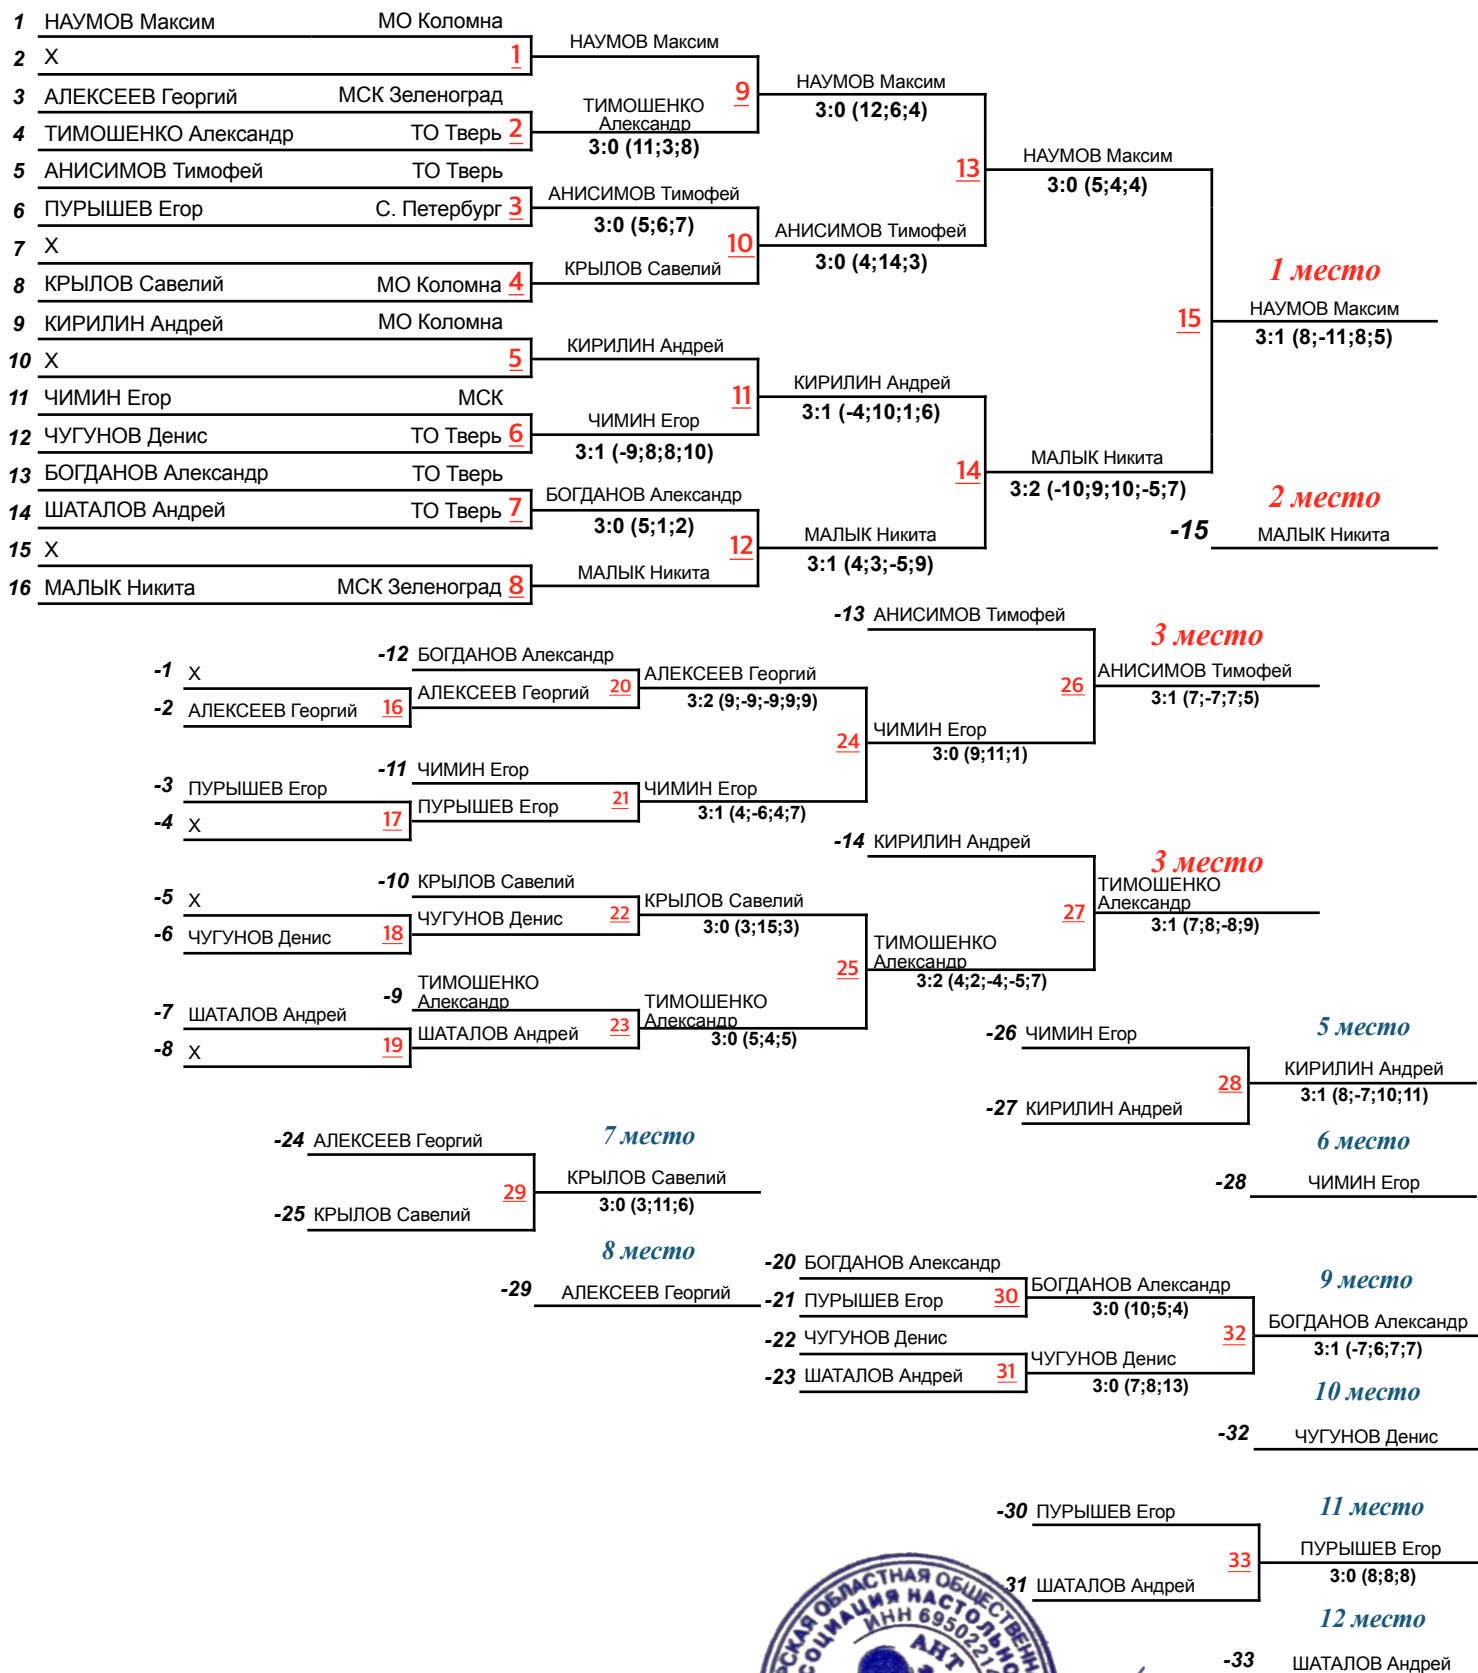 1 НАУМОВ Максим МО Коломна
2 X
1
НАУМОВ Максим
3 АЛЕКСЕЕВ Георгий МСК Зеленоград
4 ТИМОШЕНКО Александр ТО Тверь 2
ТИМОШЕНКО
Александр
3:0 (11;3;8)
9
НАУМОВ Максим
3:0 (12;6;4)
5 АНИСИМОВ Тимофей ТО Тверь
6 ПУРЫШЕВ Егор С. Петербург 3
АНИСИМОВ Тимофей
3:0 (5;6;7)
7 X
8 КРЫЛОВ Савелий МО Коломна 4
КРЫЛОВ Савелий
10
АНИСИМОВ Тимофей
3:0 (4;14;3)
13
НАУМОВ Максим
3:0 (5;4;4)
9 КИРИЛИН Андрей МО Коломна
10 X
5
КИРИЛИН Андрей
11 ЧИМИН Егор МСК
12 ЧУГУНОВ Денис ТО Тверь 6
ЧИМИН Егор
3:1 (-9;8;8;10)
11
КИРИЛИН Андрей
3:1 (-4;10;1;6)
13 БОГДАНОВ Александр ТО Тверь
14 ШАТАЛОВ Андрей ТО Тверь 7
БОГДАНОВ Александр
3:0 (5;1;2)
15 X
16 МАЛЫК Никита МСК Зеленоград 8
МАЛЫК Никита
12
МАЛЫК Никита
3:1 (4;3;-5;9)
14
МАЛЫК Никита
3:2 (-10;9;10;-5;7)
15
1 место
НАУМОВ Максим
3:1 (8;-11;8;5)
2 место
-15 МАЛЫК Никита
-1 X
-2 АЛЕКСЕЕВ Георгий 16
-12 БОГДАНОВ Александр
АЛЕКСЕЕВ Георгий 20
АЛЕКСЕЕВ Георгий
3:2 (9;-9;-9;9;9)
-3 ПУРЫШЕВ Егор
-4 X
17
-11 ЧИМИН Егор
ПУРЫШЕВ Егор 21
ЧИМИН Егор
3:1 (4;-6;4;7)
24
ЧИМИН Егор
3:0 (9;11;1)
-13 АНИСИМОВ Тимофей
26
3 место
АНИСИМОВ Тимофей
3:1 (7;-7;7;5)
-5 X
-6 ЧУГУНОВ Денис 18
-10 КРЫЛОВ Савелий
ЧУГУНОВ Денис 22
КРЫЛОВ Савелий
3:0 (3;15;3)
-7 ШАТАЛОВ Андрей
-8 X
19
-9 ТИМОШЕНКО
Александр
ШАТАЛОВ Андрей 23
ТИМОШЕНКО
Александр
3:0 (5;4;5)
25
ТИМОШЕНКО
Александр
3:2 (4;2;-4;-5;7)
-14 КИРИЛИН Андрей
27
3 место
ТИМОШЕНКО
Александр
3:1 (7;8;-8;9)
-26 ЧИМИН Егор
-27 КИРИЛИН Андрей
28
5 место
КИРИЛИН Андрей
3:1 (8;-7;10;11)
6 место
-28 ЧИМИН Егор
-24 АЛЕКСЕЕВ Георгий
-25 КРЫЛОВ Савелий
29
7 место
КРЫЛОВ Савелий
3:0 (3;11;6)
8 место
-29 АЛЕКСЕЕВ Георгий
-20 БОГДАНОВ Александр
-21 ПУРЫШЕВ Егор 30
БОГДАНОВ Александр
3:0 (10;5;4)
-22 ЧУГУНОВ Денис
-23 ШАТАЛОВ Андрей 31
ЧУГУНОВ Денис
3:0 (7;8;13)
32
9 место
БОГДАНОВ Александр
3:1 (-7;6;7;7)
10 место
-32 ЧУГУНОВ Денис
-30 ПУРЫШЕВ Егор
-31 ШАТАЛОВ Андрей
33
11 место
ПУРЫШЕВ Егор
3:0 (8;8;8)
12 место
-33 ШАТАЛОВ Андрей
ОБЛАСТНАЯ
ИНН 6950221
АНТ